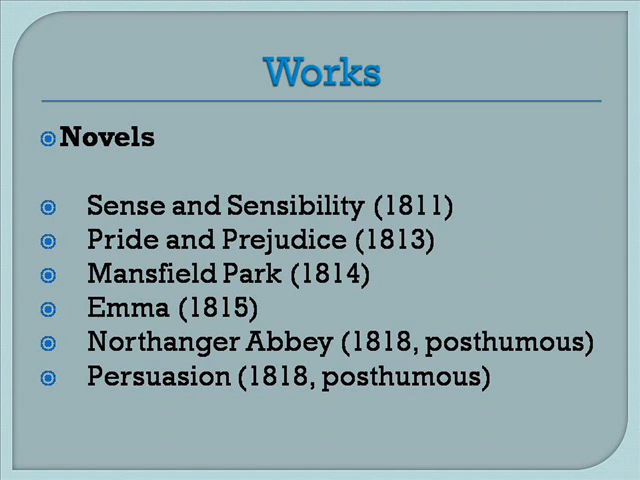 Works
Novels
Sense and Sensibility (1811)
Pride and Prejudice (1813)
Mansfield Park (1814)
Emma (1815)
Northanger Abbey (1818, posthumous)
Persuasion (1818, posthumous)